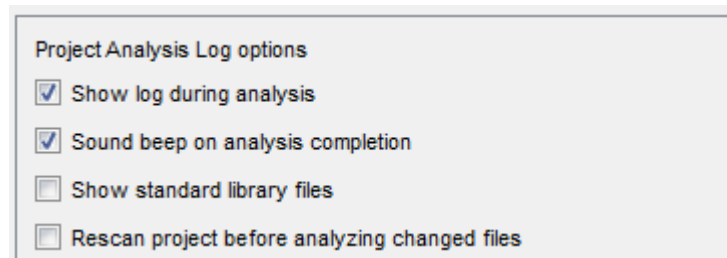 Project Analysis Log options
Show log during analysis
Sound beep on analysis completion
Show standard library files
Rescan project before analyzing changed files